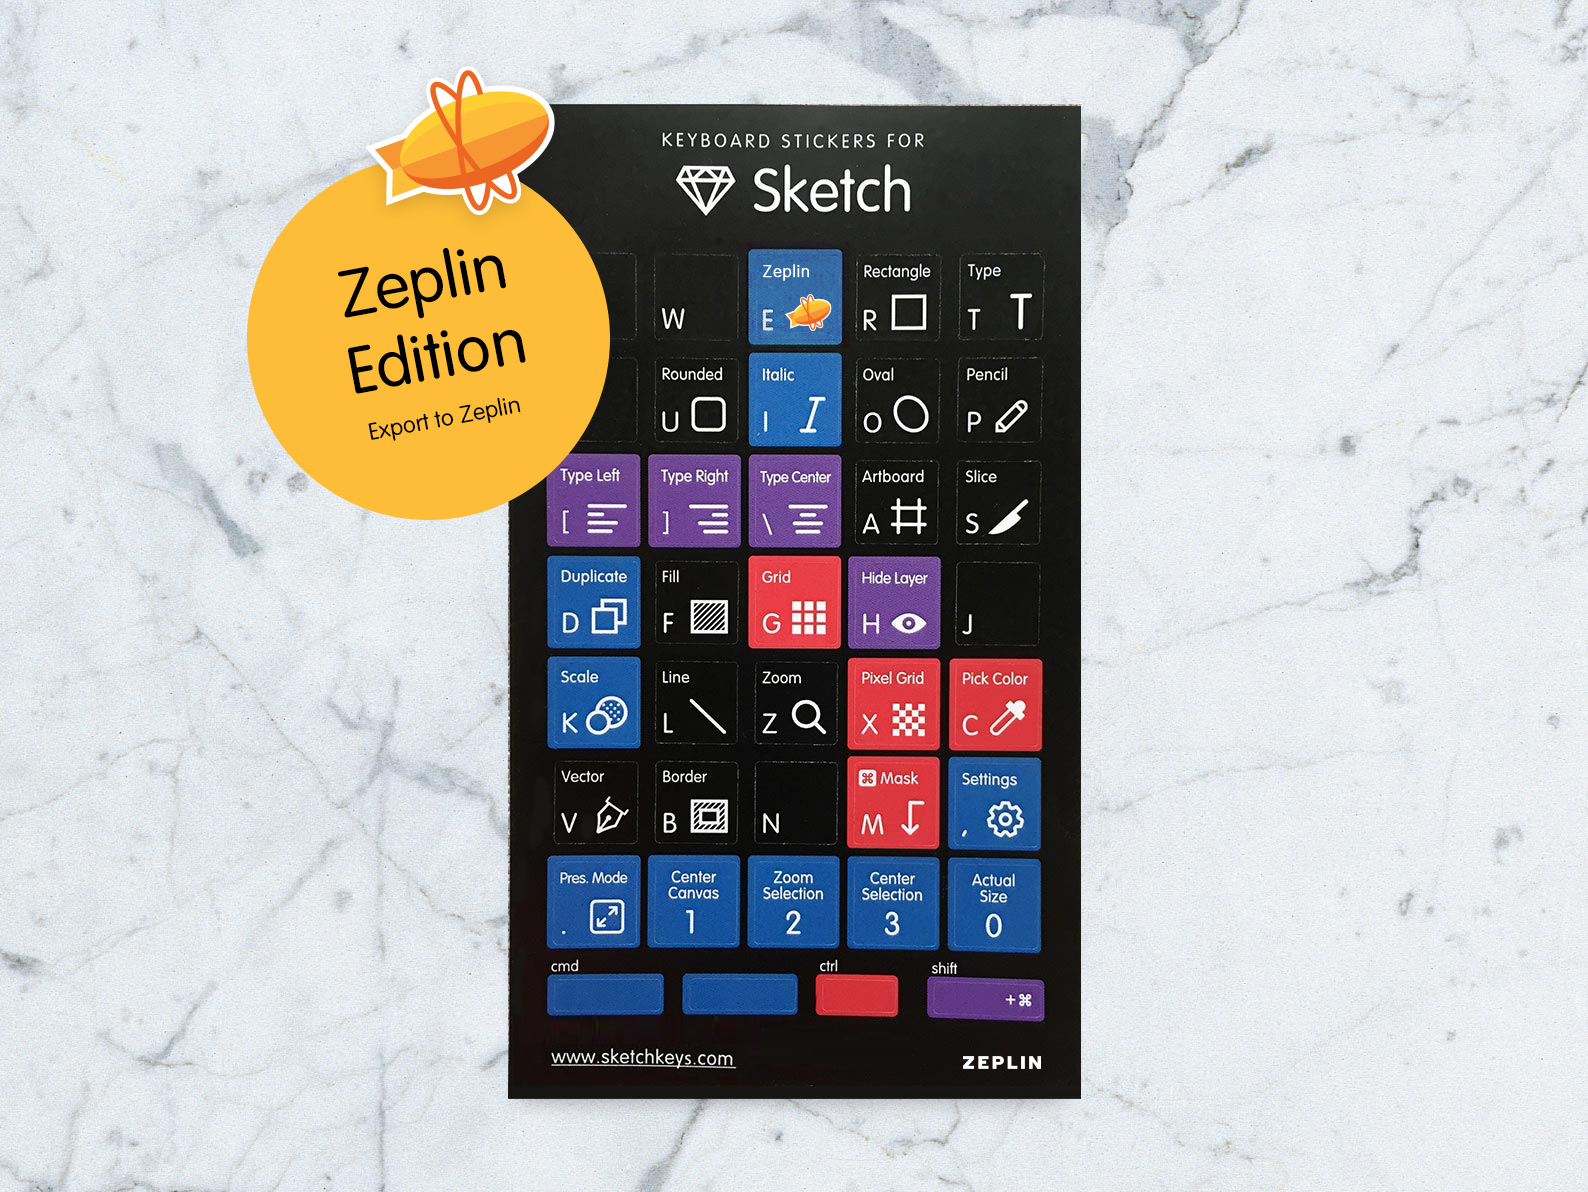 KEYBOARD STICKERS FOR
Sketch
Zeplin
Edition
Export to Zeplin
W
Zeplin
E
Rectangle
R
Type
T T
Rounded
U
Italic
I I
Oval
O
Pencil
P
Type Left
[
Type Right
]
Type Center
\
Artboard
A
Slice
S
Duplicate
D
Fill
F
Grid
G
Hide Layer
H
J
Scale
K
Line
L
Zoom
Z
Pixel Grid
X
Pick Color
C
Vector
V
Border
B
N
⌘ Mask
M
Settings
,
Pres. Mode
.
Center
Canvas
1
Zoom
Selection
2
Center
Selection
3
Actual
Size
0
cmd
ctrl
shift
+⌘
www.sketchkeys.com
ZEPLIN